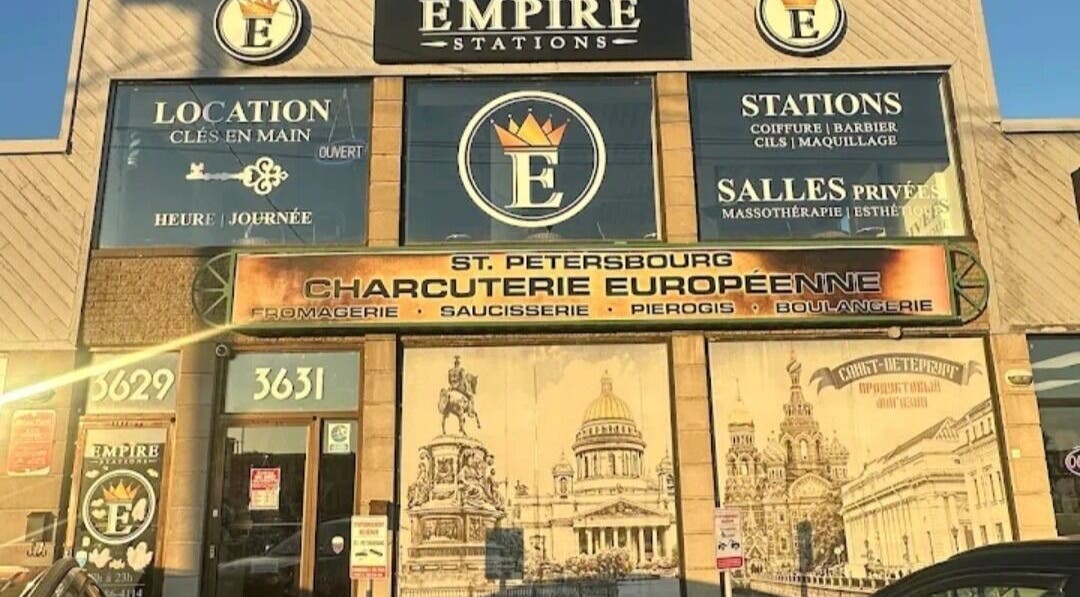 E
EMPIRE
STATIONS
E
LOCATION
CLÉS EN MAIN
OUVERT
HEURE | JOURNÉE
E
STATIONS
COIFFURE | BARBIER
CILS | MAQUILLAGE
SALLES PRIVÉES
MASSOTHÉRAPIE | ESTHÉTIQUE
ST. PETERSBOURG
CHARCUTERIE EUROPÉENNE
FROMAGERIE • SAUCISSERIE • PIEROGIS • BOULANGERIE
3629
3631
EMPIRE
STATIONS
E
САНКТ-ПЕТЕРБУРГ
ПРОДУКТОВЫЙ
МАГАЗИН